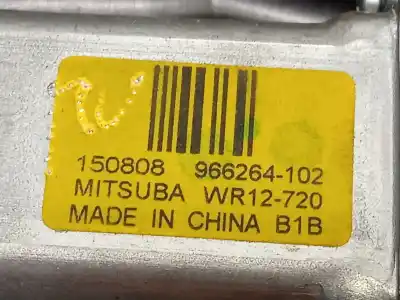 150808 966264-102
MITSUBA WR12-720
MADE IN CHINA B1B